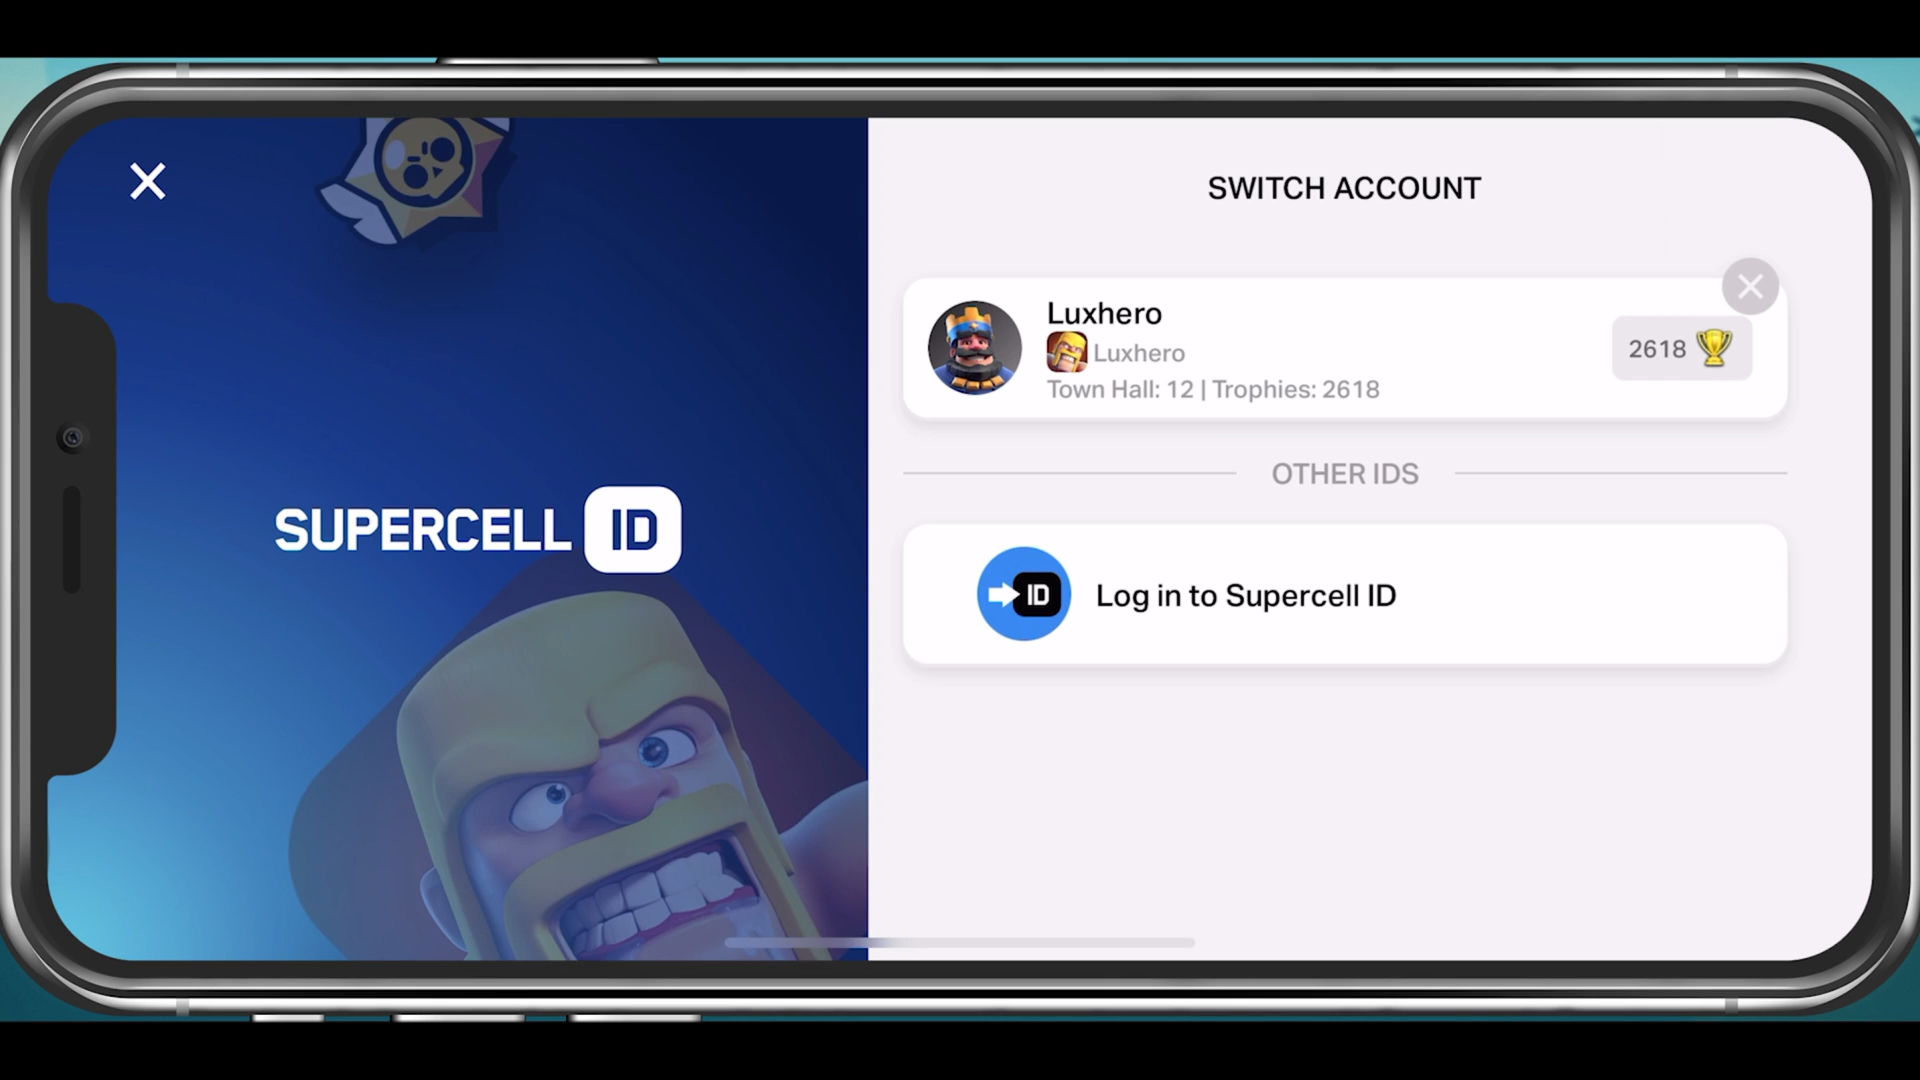 SWITCH ACCOUNT
Luxhero
Luxhero
Town Hall: 12 | Trophies: 2618
2618
OTHER IDS
SUPERCELL ID
ID Log in to Supercell ID